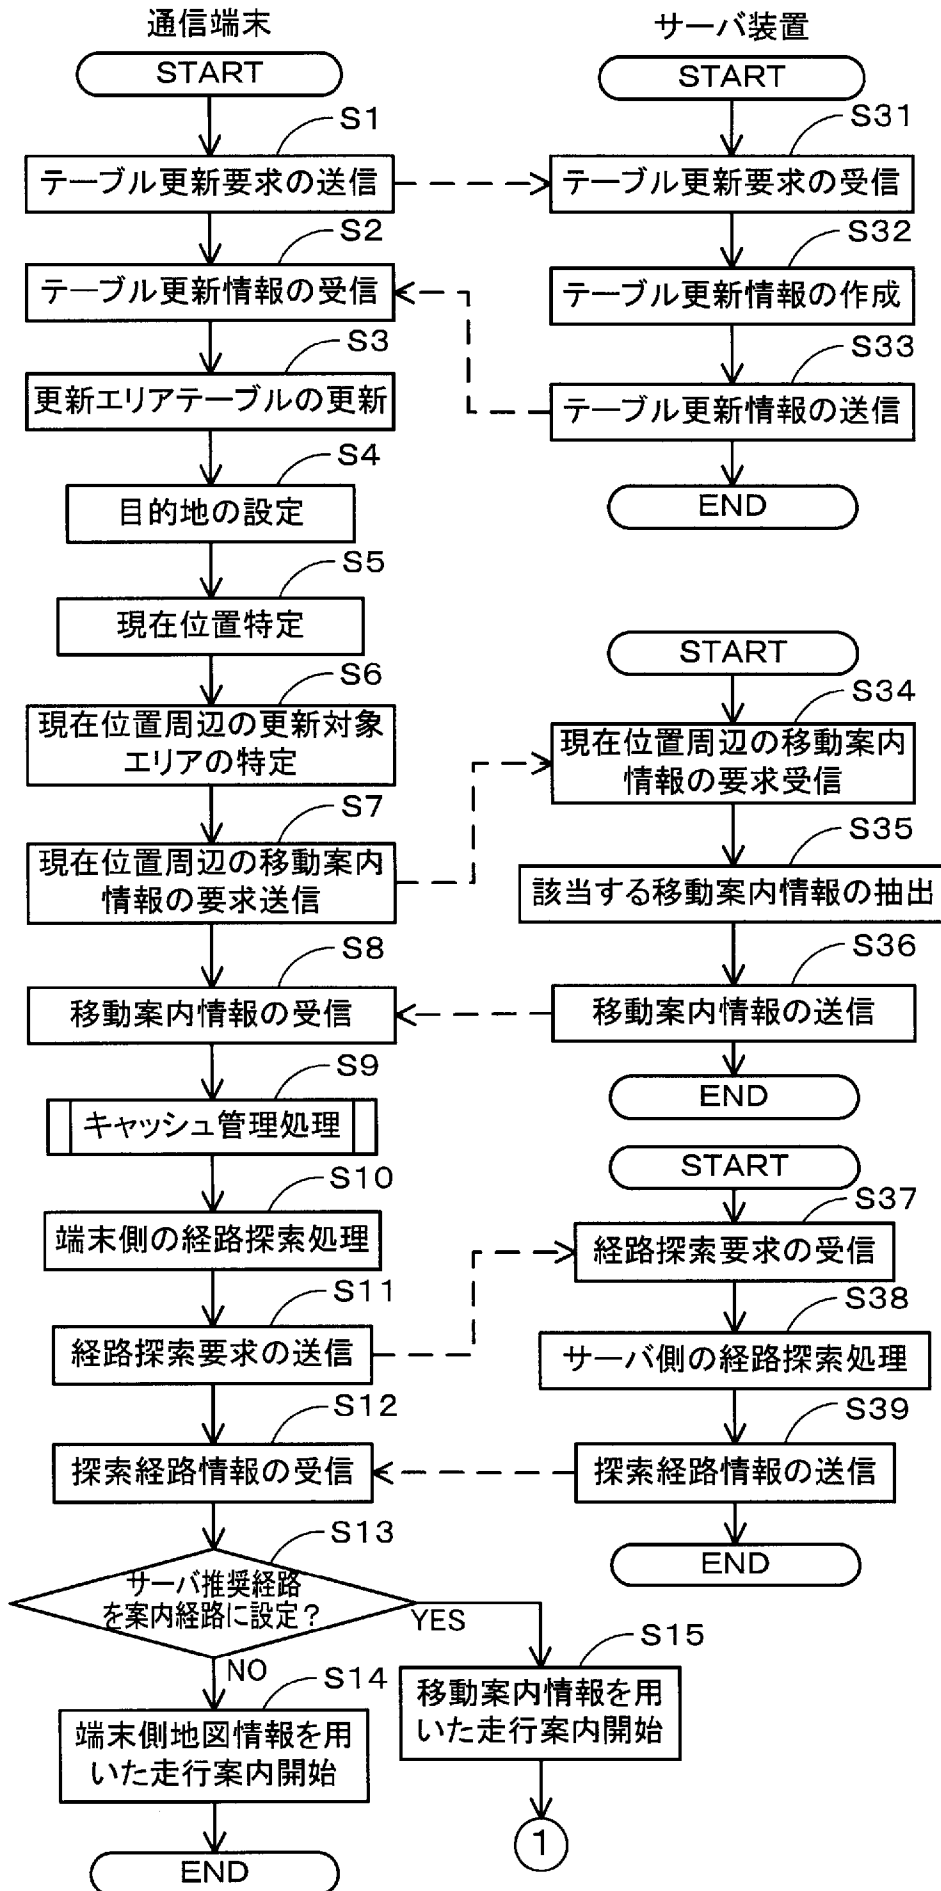 通信端末
START
S1
テーブル更新要求の送信
S2
テーブル更新情報の受信
S3
更新エリアテーブルの更新
S4
目的地の設定
S5
現在位置特定
S6
現在位置周辺の更新対象
エリアの特定
S7
現在位置周辺の移動案内
情報の要求送信
S8
移動案内情報の受信
S9
キャッシュ管理処理
S10
端末側の経路探索処理
S11
経路探索要求の送信
S12
探索経路情報の受信
S13
サーバ推奨経路
を案内経路に設定?
YES
NO
S14
端末側地図情報を用
いた走行案内開始
END
S15
移動案内情報を用
いた走行案内開始
1
サーバ装置
START
S31
テーブル更新要求の受信
S32
テーブル更新情報の作成
S33
テーブル更新情報の送信
END
START
S34
現在位置周辺の移動案内
情報の要求受信
S35
該当する移動案内情報の抽出
S36
移動案内情報の送信
END
START
S37
経路探索要求の受信
S38
サーバ側の経路探索処理
S39
探索経路情報の送信
END